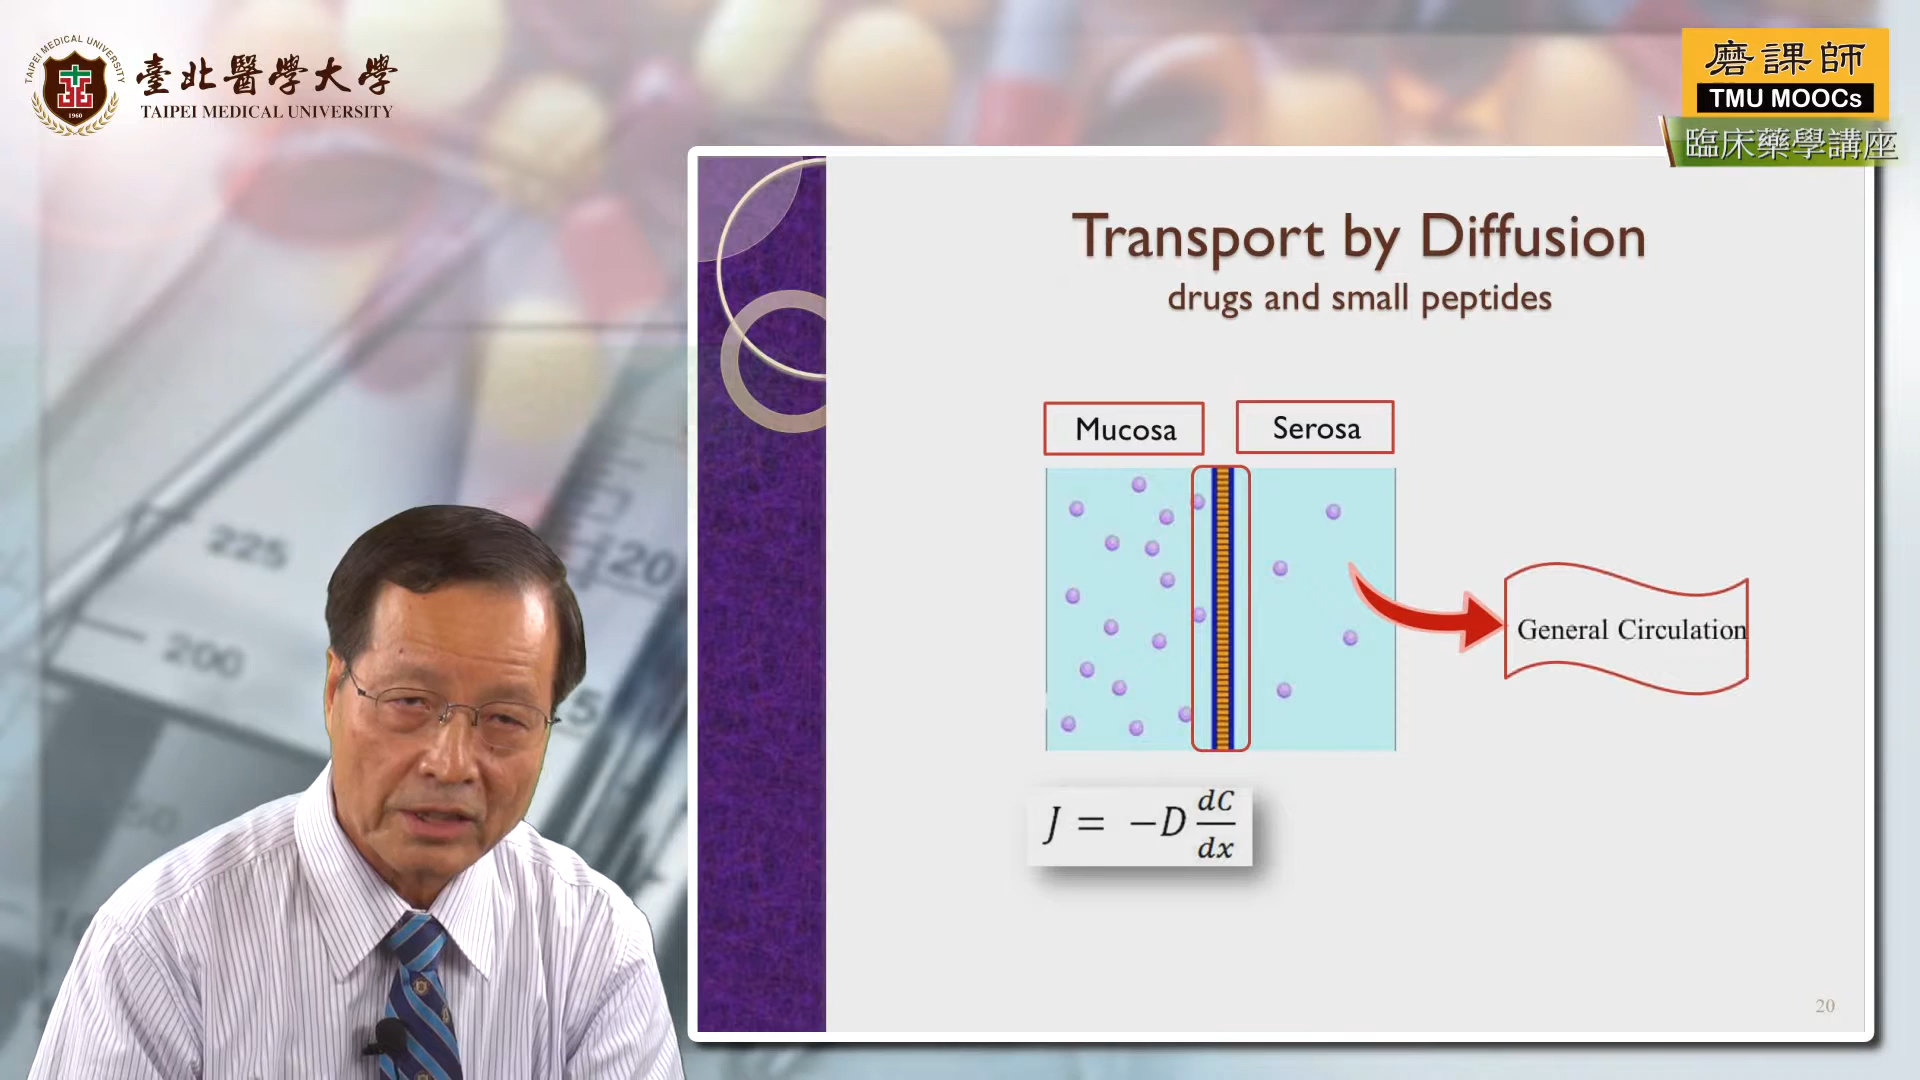 TAIPEI MEDICAL UNIVERSITY
1960
臺北醫學大學
TAIPEI MEDICAL UNIVERSITY
磨課師
TMU MOOCs
臨床藥學講座
Transport by Diffusion
drugs and small peptides
Mucosa
Serosa
General Circulation
J = −D dC/dx
20
225
200
20